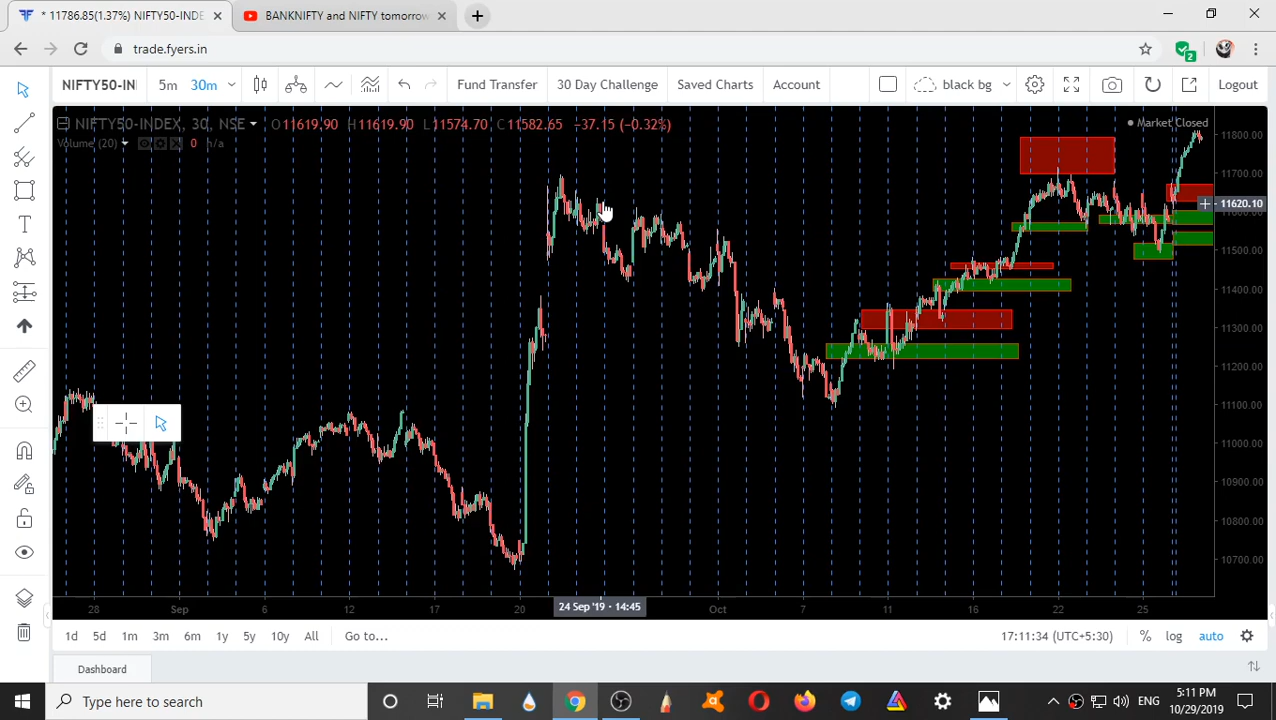 * 11786.85(1.37%) NIFTY50-INDE
BANKNIFTY and NIFTY tomorrow
trade.fyers.in
2
NIFTY50-IN
5m
30m
black bg
Fund Transfer
30 Day Challenge
Saved Charts
Account
Logout
NIFTY50-INDEX, 30, NSE
O11619.90 H11619.90 L11574.70 C11582.65 −37.15 (−0.32%)
Market Closed
Volume (20)
0 n/a
11800.00
11700.00
11620.10
11600.00
11500.00
11400.00
11300.00
11200.00
11100.00
11000.00
10900.00
10800.00
10700.00
28 Sep 6 12 17 20 24 Sep '19 · 14:45 Oct 7 11 16 22 25
1d 5d 1m 3m 6m 1y 5y 10y All Go to...
17:11:34 (UTC+5:30) % log auto
Dashboard
Type here to search
ENG
5:11 PM
10/29/2019